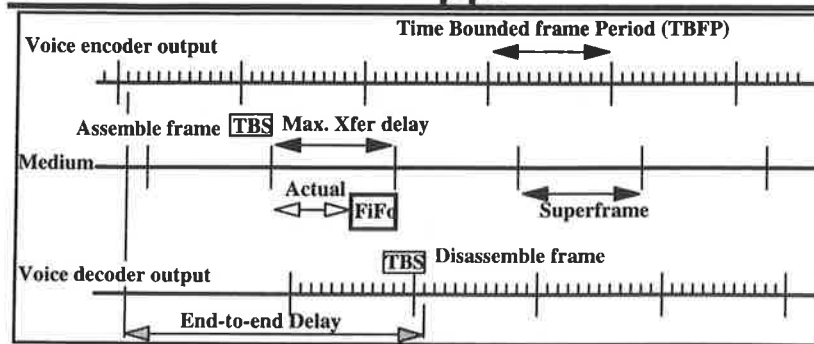 Time Bounded frame Period (TBFP)
Voice encoder output
Assemble frame TBS Max. Xfer delay
Medium
Actual
FiFo
Superframe
TBS Disassemble frame
Voice decoder output
End-to-end Delay